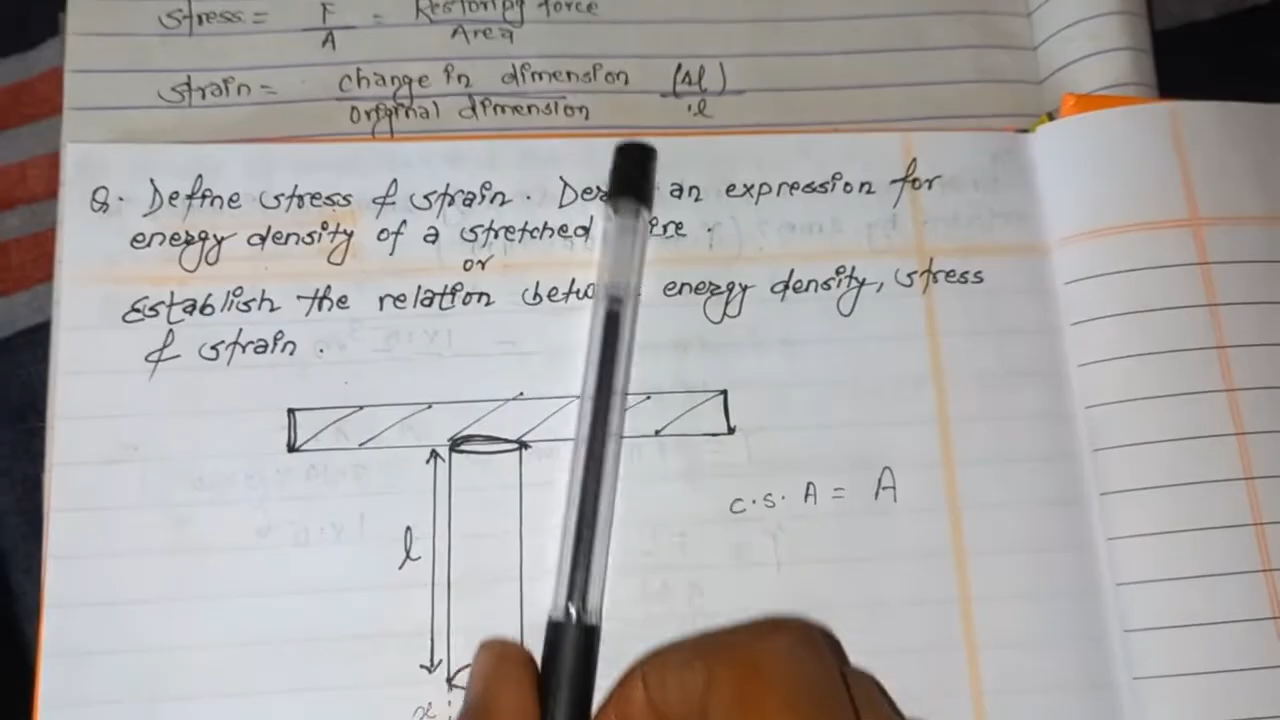 stress = F/A = Restoring force / Area
strain = change in dimension / original dimension (Δl) / l
Q. Define stress & strain. De an expression for
energy density of a stretched .
or
Establish the relation energy density, stress
& strain.
l
c.s. A = A
x